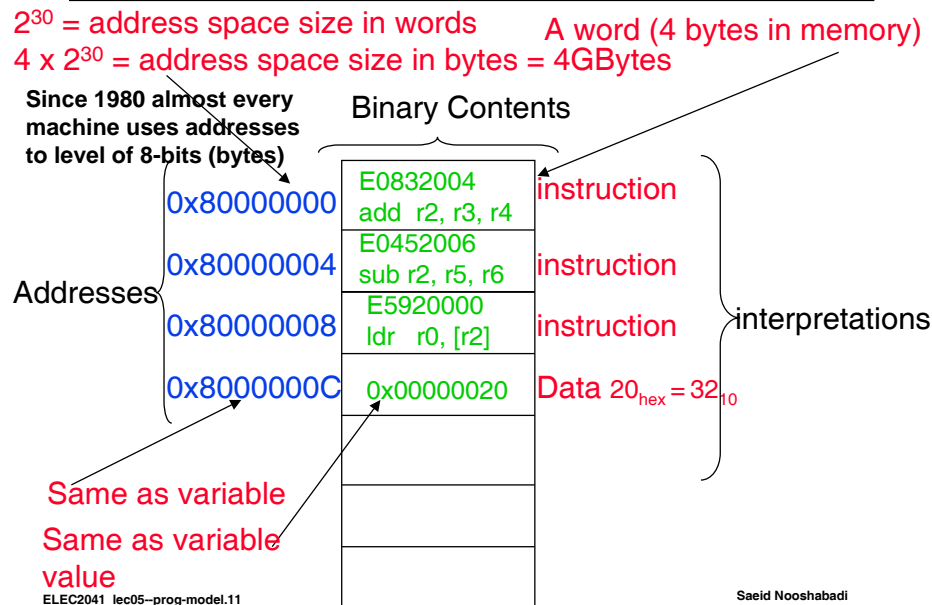 2³⁰ = address space size in words
A word (4 bytes in memory)
4 x 2³⁰ = address space size in bytes = 4GBytes
Since 1980 almost every
machine uses addresses
to level of 8-bits (bytes)
Binary Contents
Addresses
0x80000000
E0832004
add r2, r3, r4
instruction
0x80000004
E0452006
sub r2, r5, r6
instruction
0x80000008
E5920000
ldr r0, [r2]
instruction
interpretations
0x8000000C
0x00000020
Data 20hex = 32₁₀
Same as variable
Same as variable
value
ELEC2041 lec05--prog-model.11
Saeid Nooshabadi